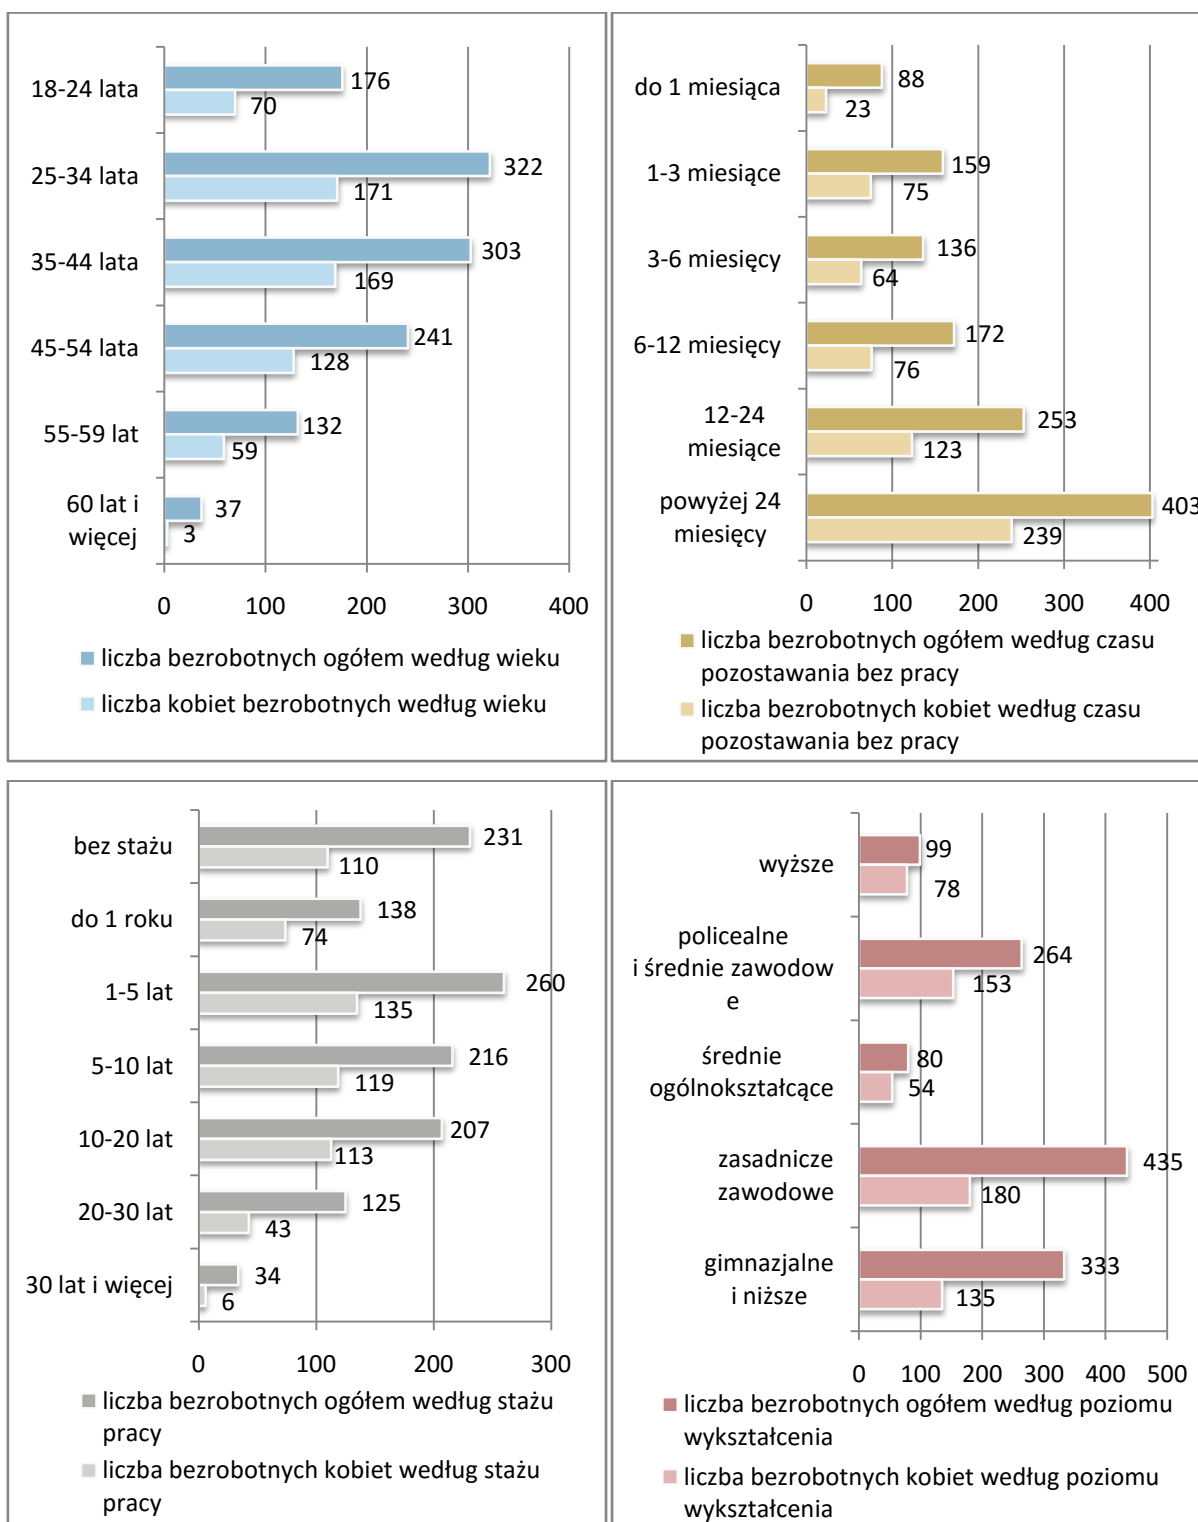 18-24 lata
176
70
25-34 lata
322
171
35-44 lata
303
169
45-54 lata
241
128
55-59 lat
132
59
60 lat i
więcej
37
3
0 100 200 300 400
liczba bezrobotnych ogółem według wieku
liczba kobiet bezrobotnych według wieku
do 1 miesiąca
88
23
1-3 miesiące
159
75
3-6 miesięcy
136
64
6-12 miesięcy
172
76
12-24
miesiące
253
123
powyżej 24
miesięcy
403
239
0 100 200 300 400
liczba bezrobotnych ogółem według czasu
pozostawania bez pracy
liczba bezrobotnych kobiet według czasu
pozostawania bez pracy
bez stażu
231
110
do 1 roku
138
74
1-5 lat
260
135
5-10 lat
216
119
10-20 lat
207
113
20-30 lat
125
43
30 lat i więcej
34
6
0 100 200 300
liczba bezrobotnych ogółem według stażu
pracy
liczba bezrobotnych kobiet według stażu
pracy
wyższe
99
78
policealne
i średnie zawodow
e
264
153
średnie
ogólnokształcące
80
54
zasadnicze
zawodowe
435
180
gimnazjalne
i niższe
333
135
0 100 200 300 400 500
liczba bezrobotnych ogółem według poziomu
wykształcenia
liczba bezrobotnych kobiet według poziomu
wykształcenia